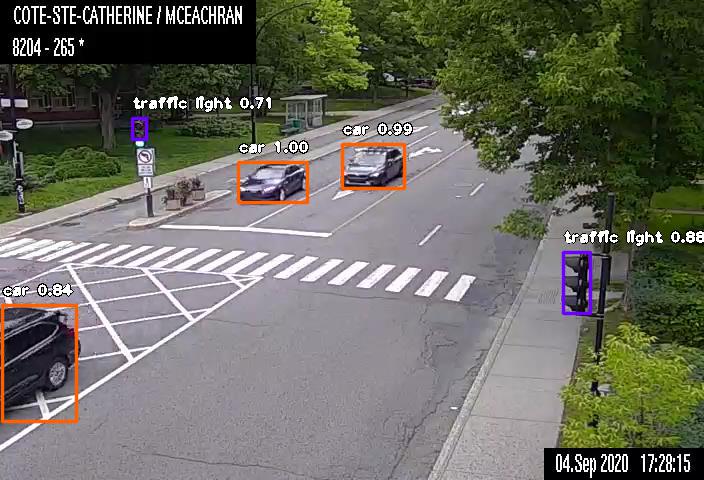 COTE-STE-CATHERINE / MCEACHRAN
8204 - 265 *
traffic light 0.71
car 0.99
car 1.00
traffic light 0.88
car 0.84
04.Sep 2020 17:28:15